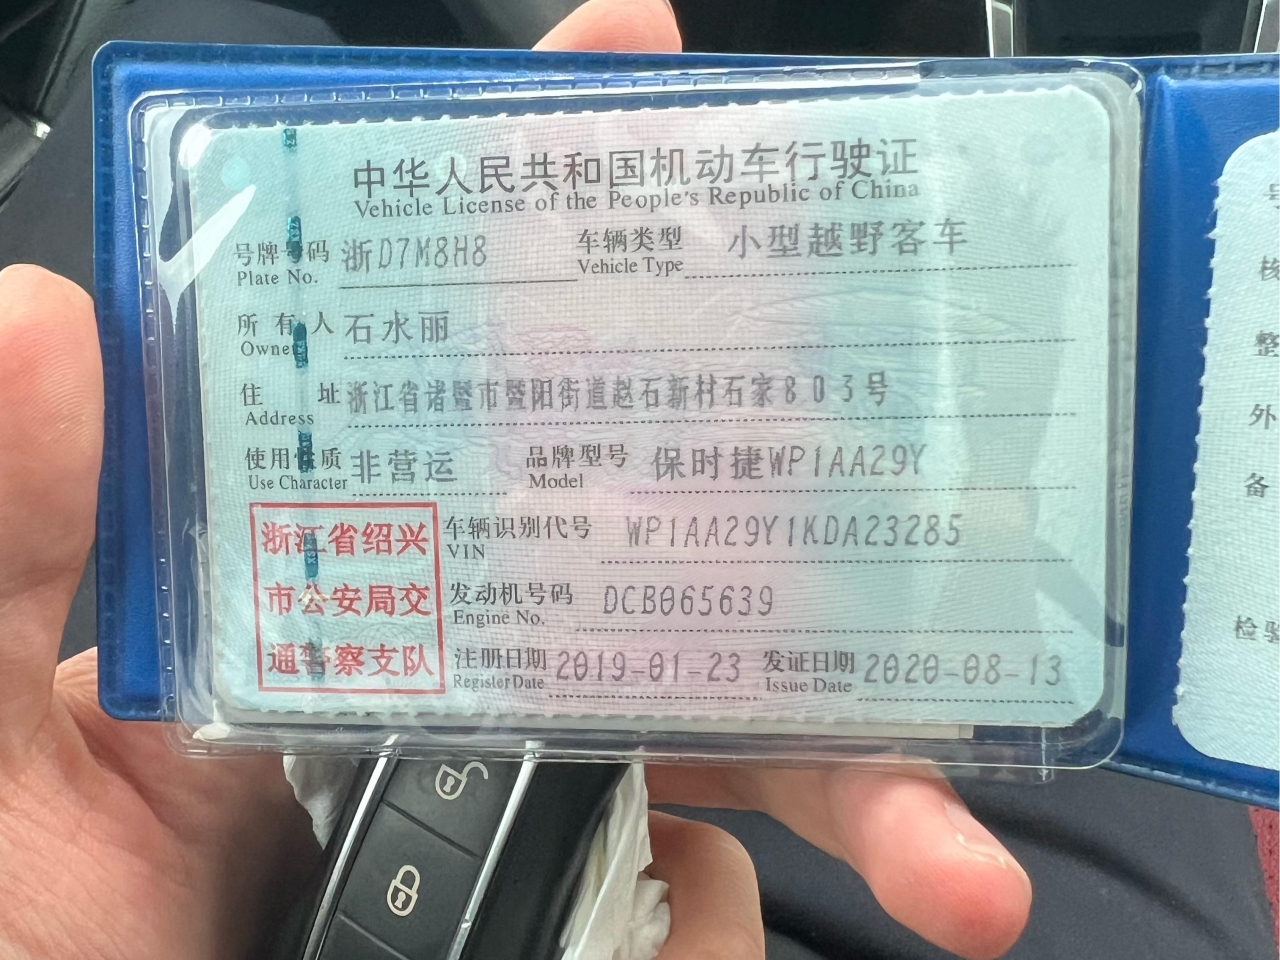 中华人民共和国机动车行驶证
Vehicle License of the People's Republic of China
号牌号码 浙D7M8H8 车辆类型 小型越野客车
Plate No. Vehicle Type
所有人 石水丽
Owner
住址 浙江省诸暨市暨阳街道赵石新村石家803号
Address
使用性质 非营运 品牌型号 保时捷WP1AA29Y
Use Character Model
浙江省绍兴
市公安局交
通警察支队
车辆识别代号 WP1AA29Y1KDA23285
VIN
发动机号码 DCB065639
Engine No.
注册日期 2019-01-23 发证日期 2020-08-13
Register Date Issue Date
号
核
整
外
备
检验